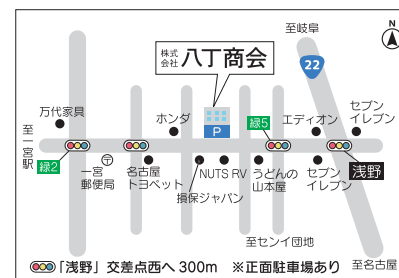 至岐阜
N
22
株式
会社 八丁商会
万代家具
ホンダ
P
緑5
エディオン
セブン
イレブン
至一宮駅
緑2
一宮
郵便局
名古屋
トヨペット
損保ジャパン
NUTS RV
うどんの
山本屋
セブン
イレブン
浅野
至センイ団地
至名古屋
「浅野」交差点西へ300m ※正面駐車場あり